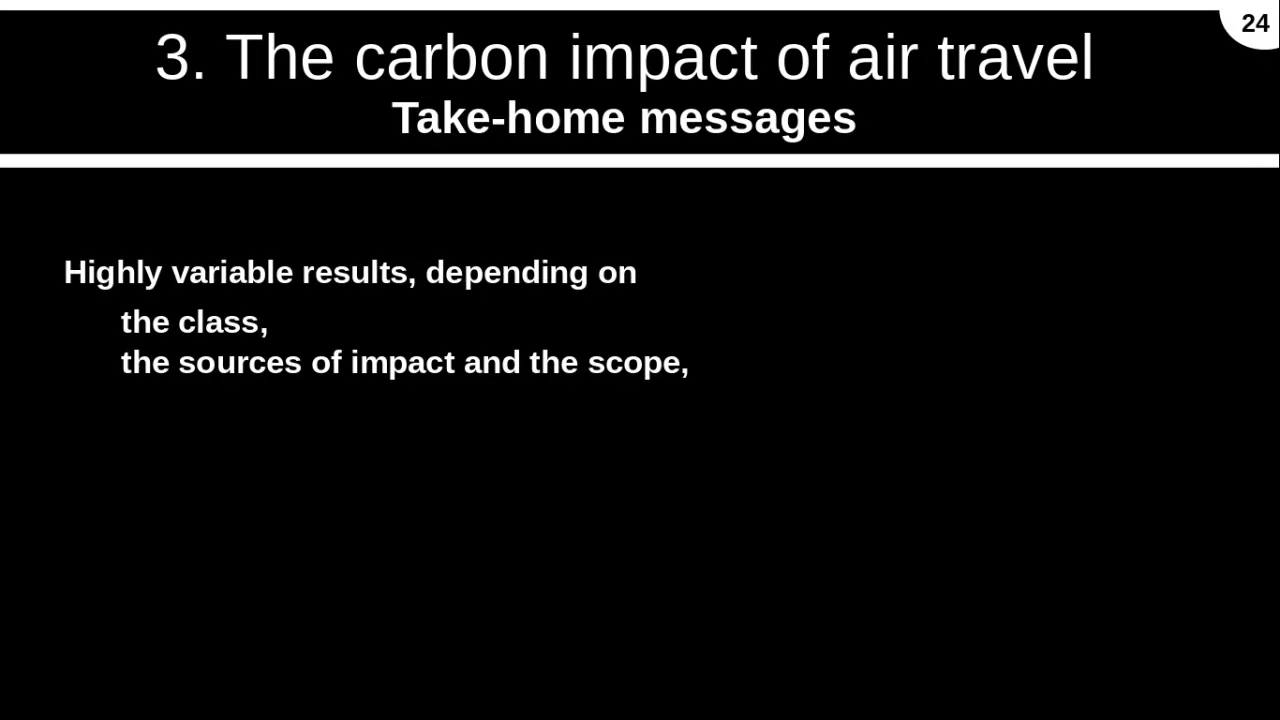 24
3. The carbon impact of air travel
Take-home messages
Highly variable results, depending on
the class,
the sources of impact and the scope,